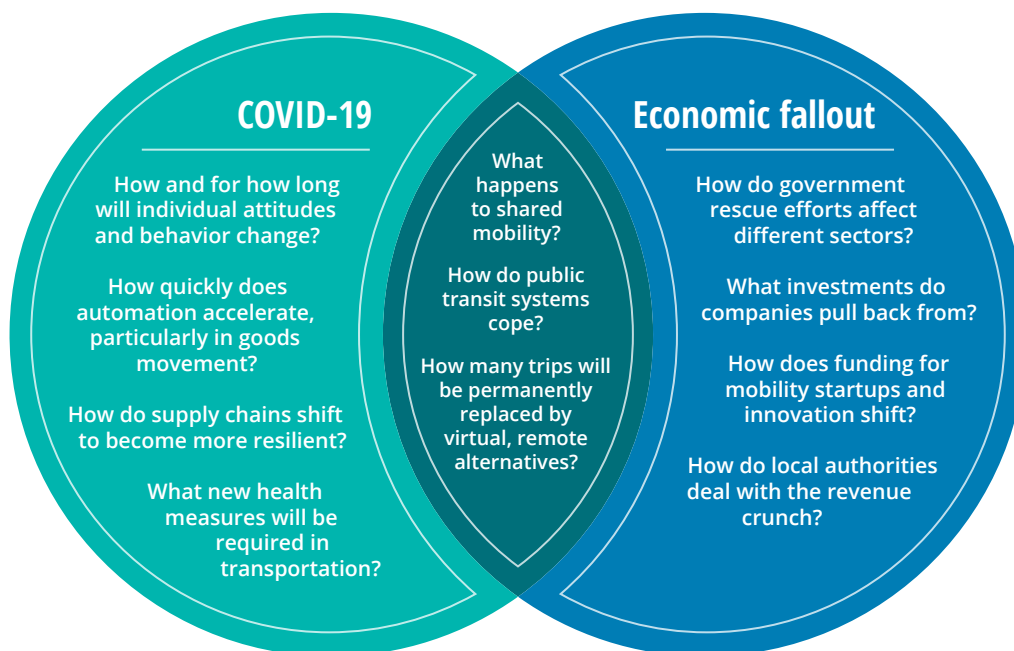 COVID-19
How and for how long
will individual attitudes
and behavior change?
How quickly does
automation accelerate,
particularly in goods
movement?
How do supply chains shift
to become more resilient?
What new health
measures will be
required in
transportation?
What
happens
to shared
mobility?
How do public
transit systems
cope?
How many trips will
be permanently
replaced by
virtual, remote
alternatives?
Economic fallout
How do government
rescue efforts affect
different sectors?
What investments do
companies pull back from?
How does funding for
mobility startups and
innovation shift?
How do local authorities
deal with the revenue
crunch?